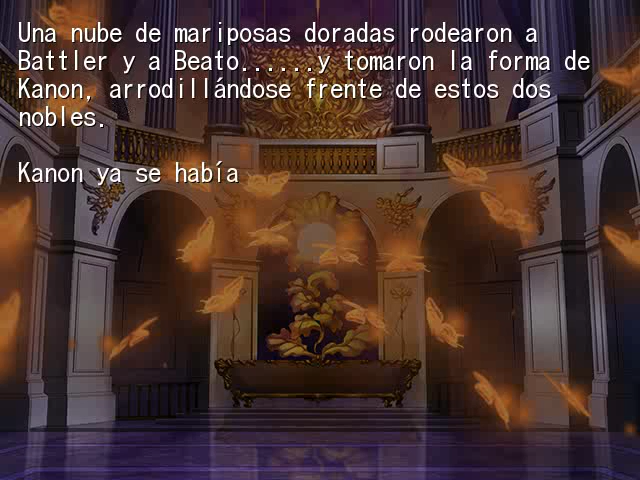 Una nube de mariposas doradas rodearon a
Battler y a Beato......y tomaron la forma de
Kanon, arrodillándose frente de estos dos
nobles.
Kanon ya se había